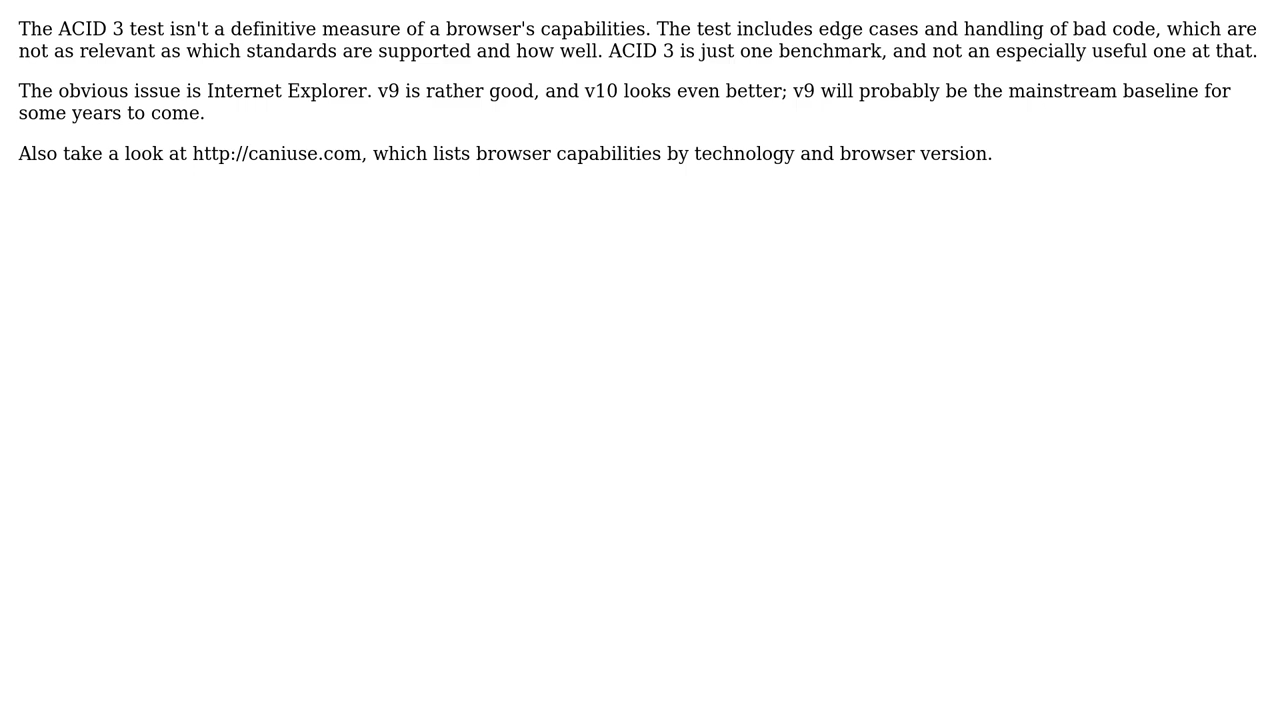 The ACID 3 test isn't a definitive measure of a browser's capabilities. The test includes edge cases and handling of bad code, which are
not as relevant as which standards are supported and how well. ACID 3 is just one benchmark, and not an especially useful one at that.
The obvious issue is Internet Explorer. v9 is rather good, and v10 looks even better; v9 will probably be the mainstream baseline for
some years to come.
Also take a look at http://caniuse.com, which lists browser capabilities by technology and browser version.